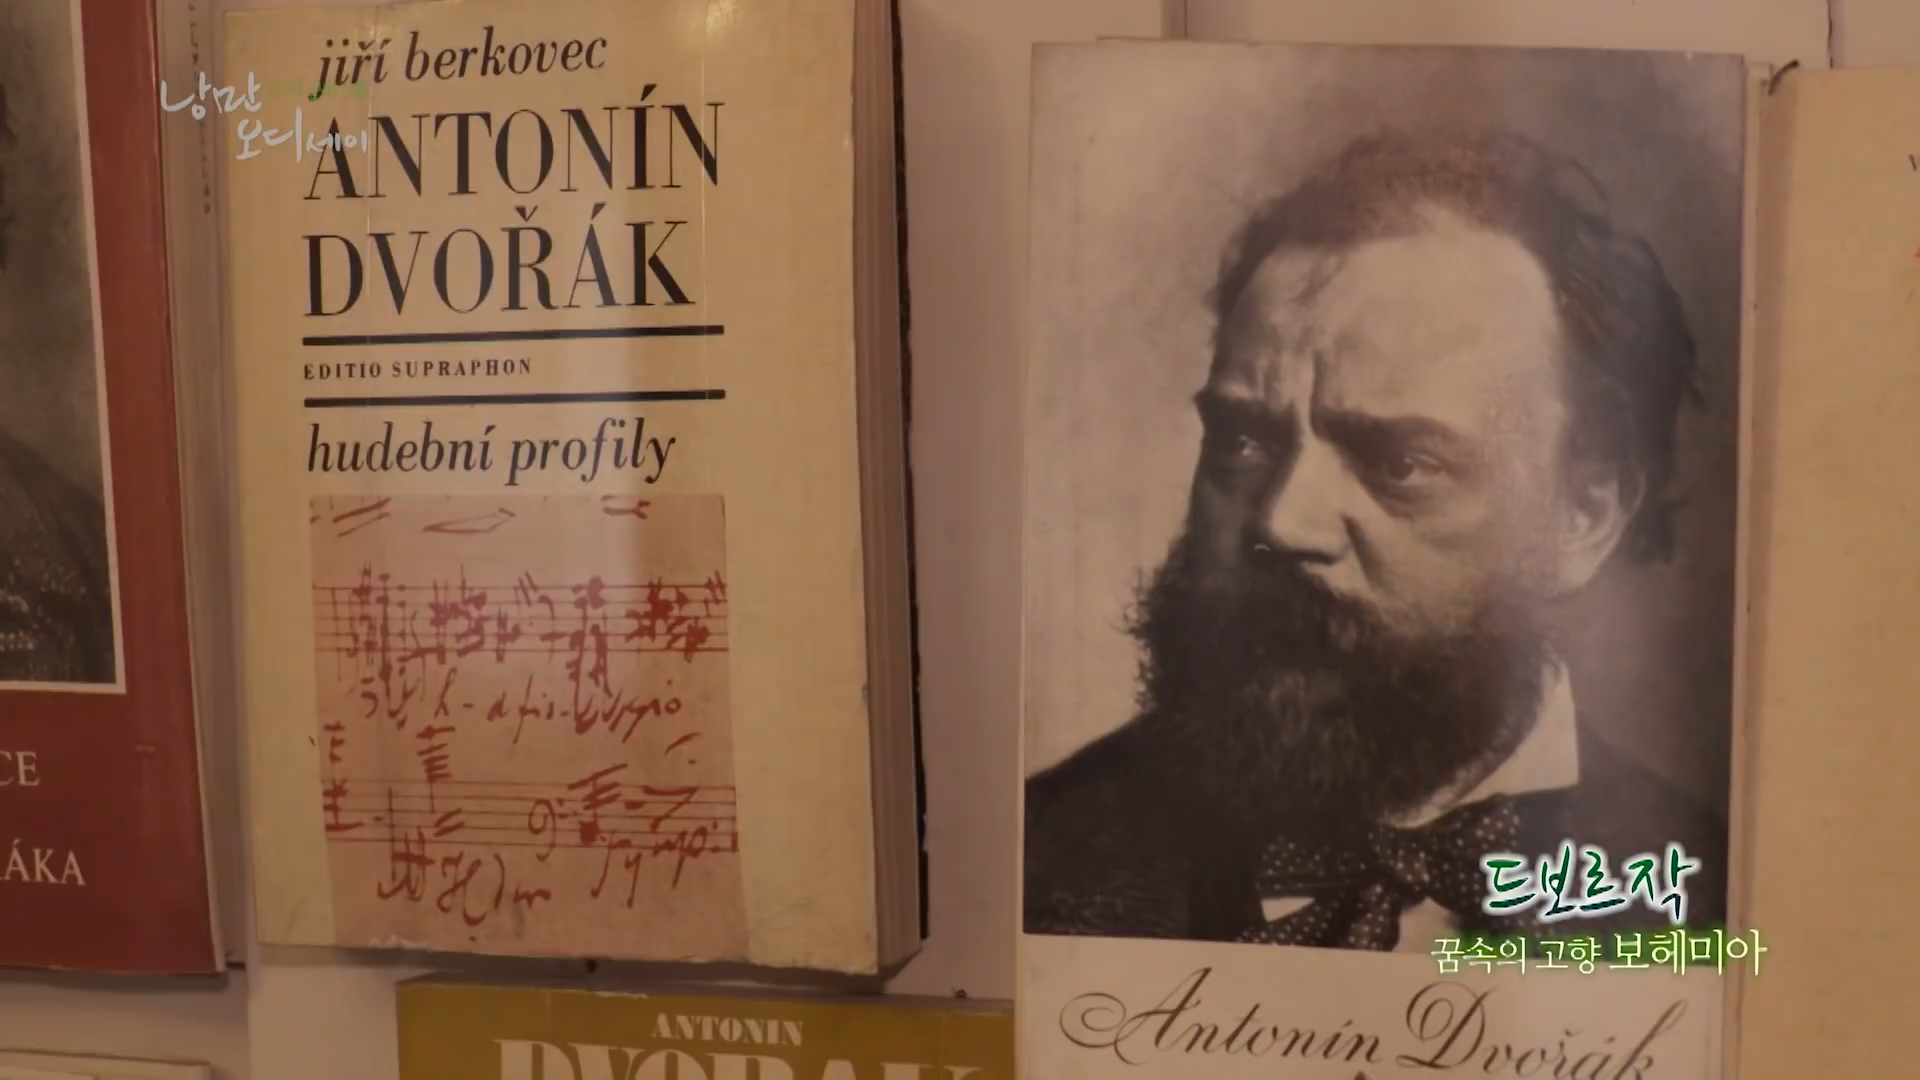 낭만
오디세이
jiří berkovec
ANTONÍN
DVOŘÁK
EDITIO SUPRAPHON
hudební profily
CE
ÁKA
ANTONIN
DVORAK
Antonín Dvořák
드보르작
꿈속의 고향 보헤미아